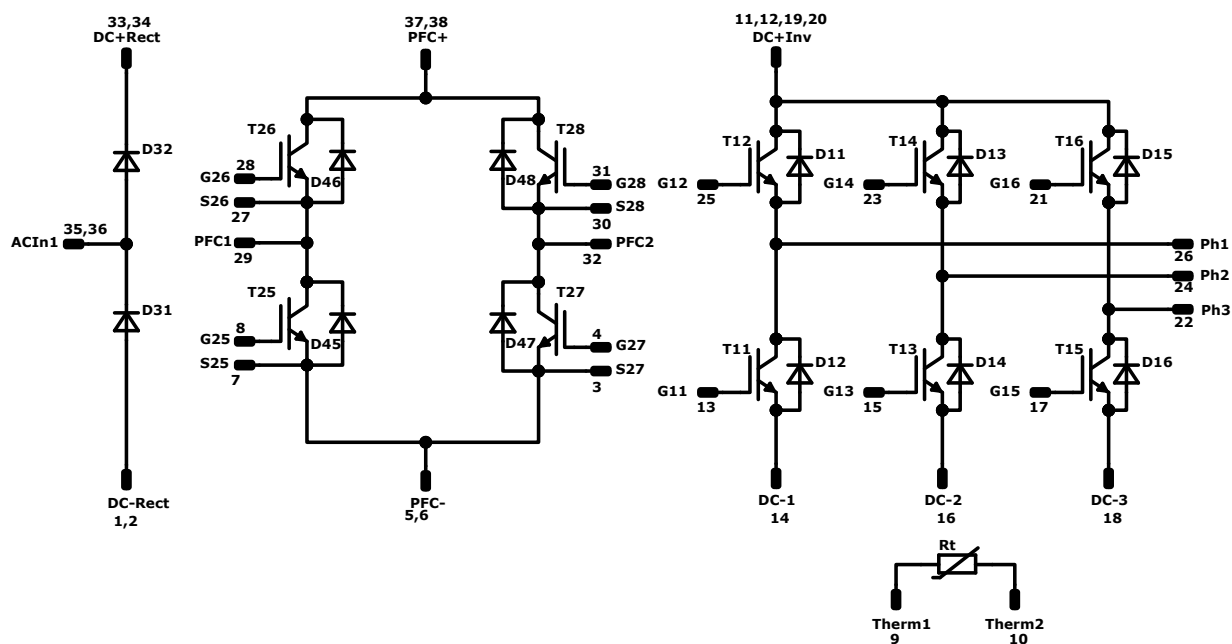 33,34
DC+Rect
D32
35,36
ACIn1
D31
DC-Rect
1,2
37,38
PFC+
T26
28
G26
D46
S26
27
PFC1
29
T25
8
G25
D45
S25
7
T28
31
D48
G28
S28
30
PFC2
32
T27
4
D47
G27
S27
3
PFC-
5,6
11,12,19,20
DC+Inv
T12
D11
G12
25
T14
D13
G14
23
T16
D15
G16
21
Ph1
26
Ph2
24
Ph3
22
T11
D12
G11
13
T13
D14
G13
15
T15
D16
G15
17
DC-1
14
DC-2
16
DC-3
18
Rt
Therm1
9
Therm2
10